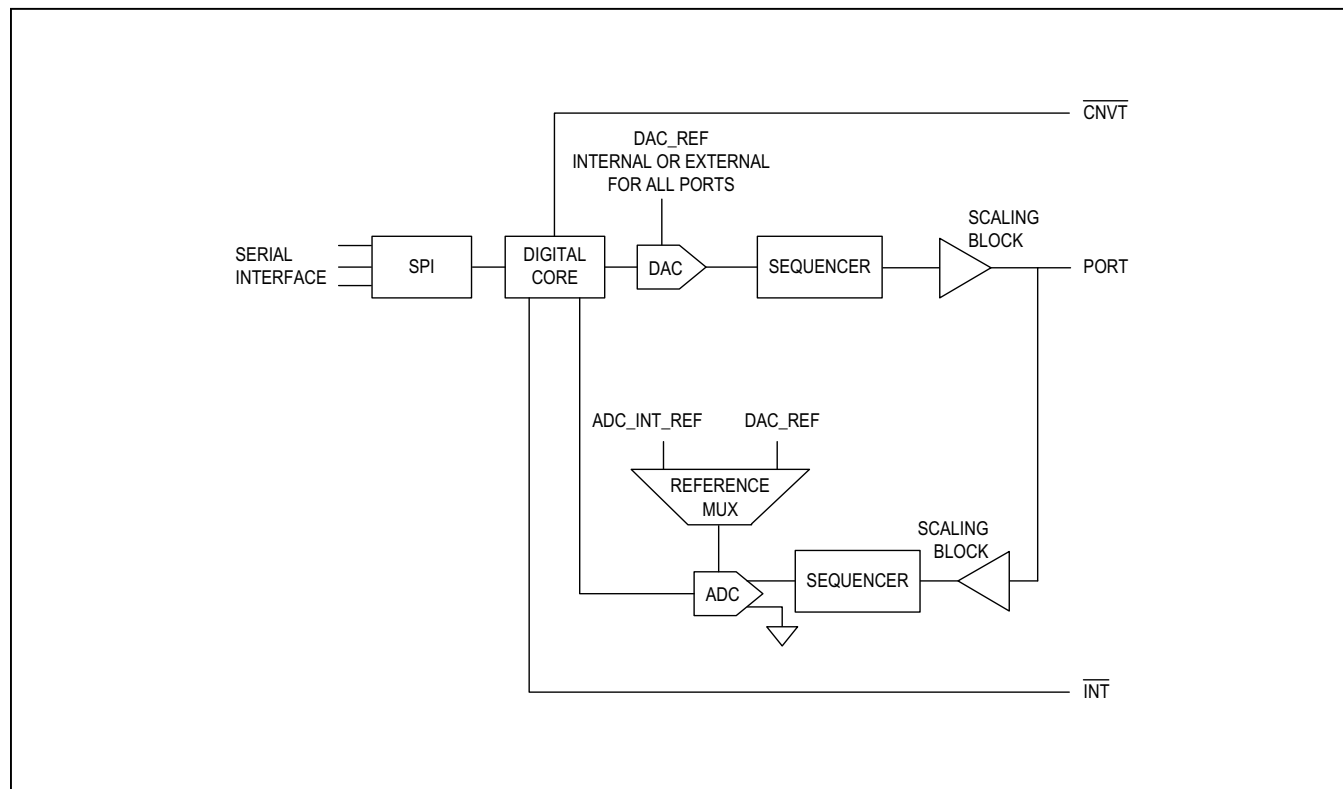 CNVT
DAC_REF
INTERNAL OR EXTERNAL
FOR ALL PORTS
SCALING
BLOCK
SERIAL
INTERFACE
SPI
DIGITAL
CORE
DAC
SEQUENCER
PORT
ADC_INT_REF
DAC_REF
REFERENCE
MUX
SCALING
BLOCK
ADC
SEQUENCER
INT